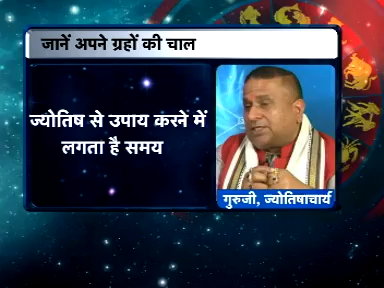 जानें अपने ग्रहों की चाल
ज्योतिष से उपाय करने में
लगता है समय
गुरुजी, ज्योतिषाचार्य